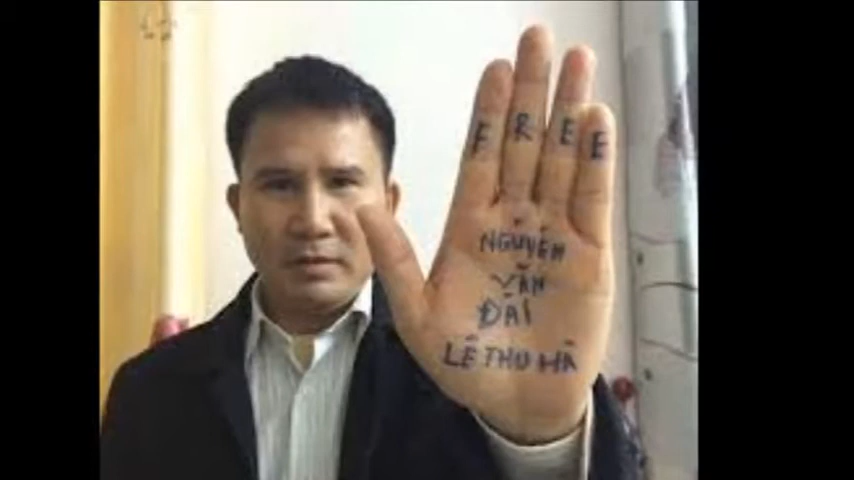 FREE
NGUYỄN
VĂN
ĐÀI
LÊ THU HÀ